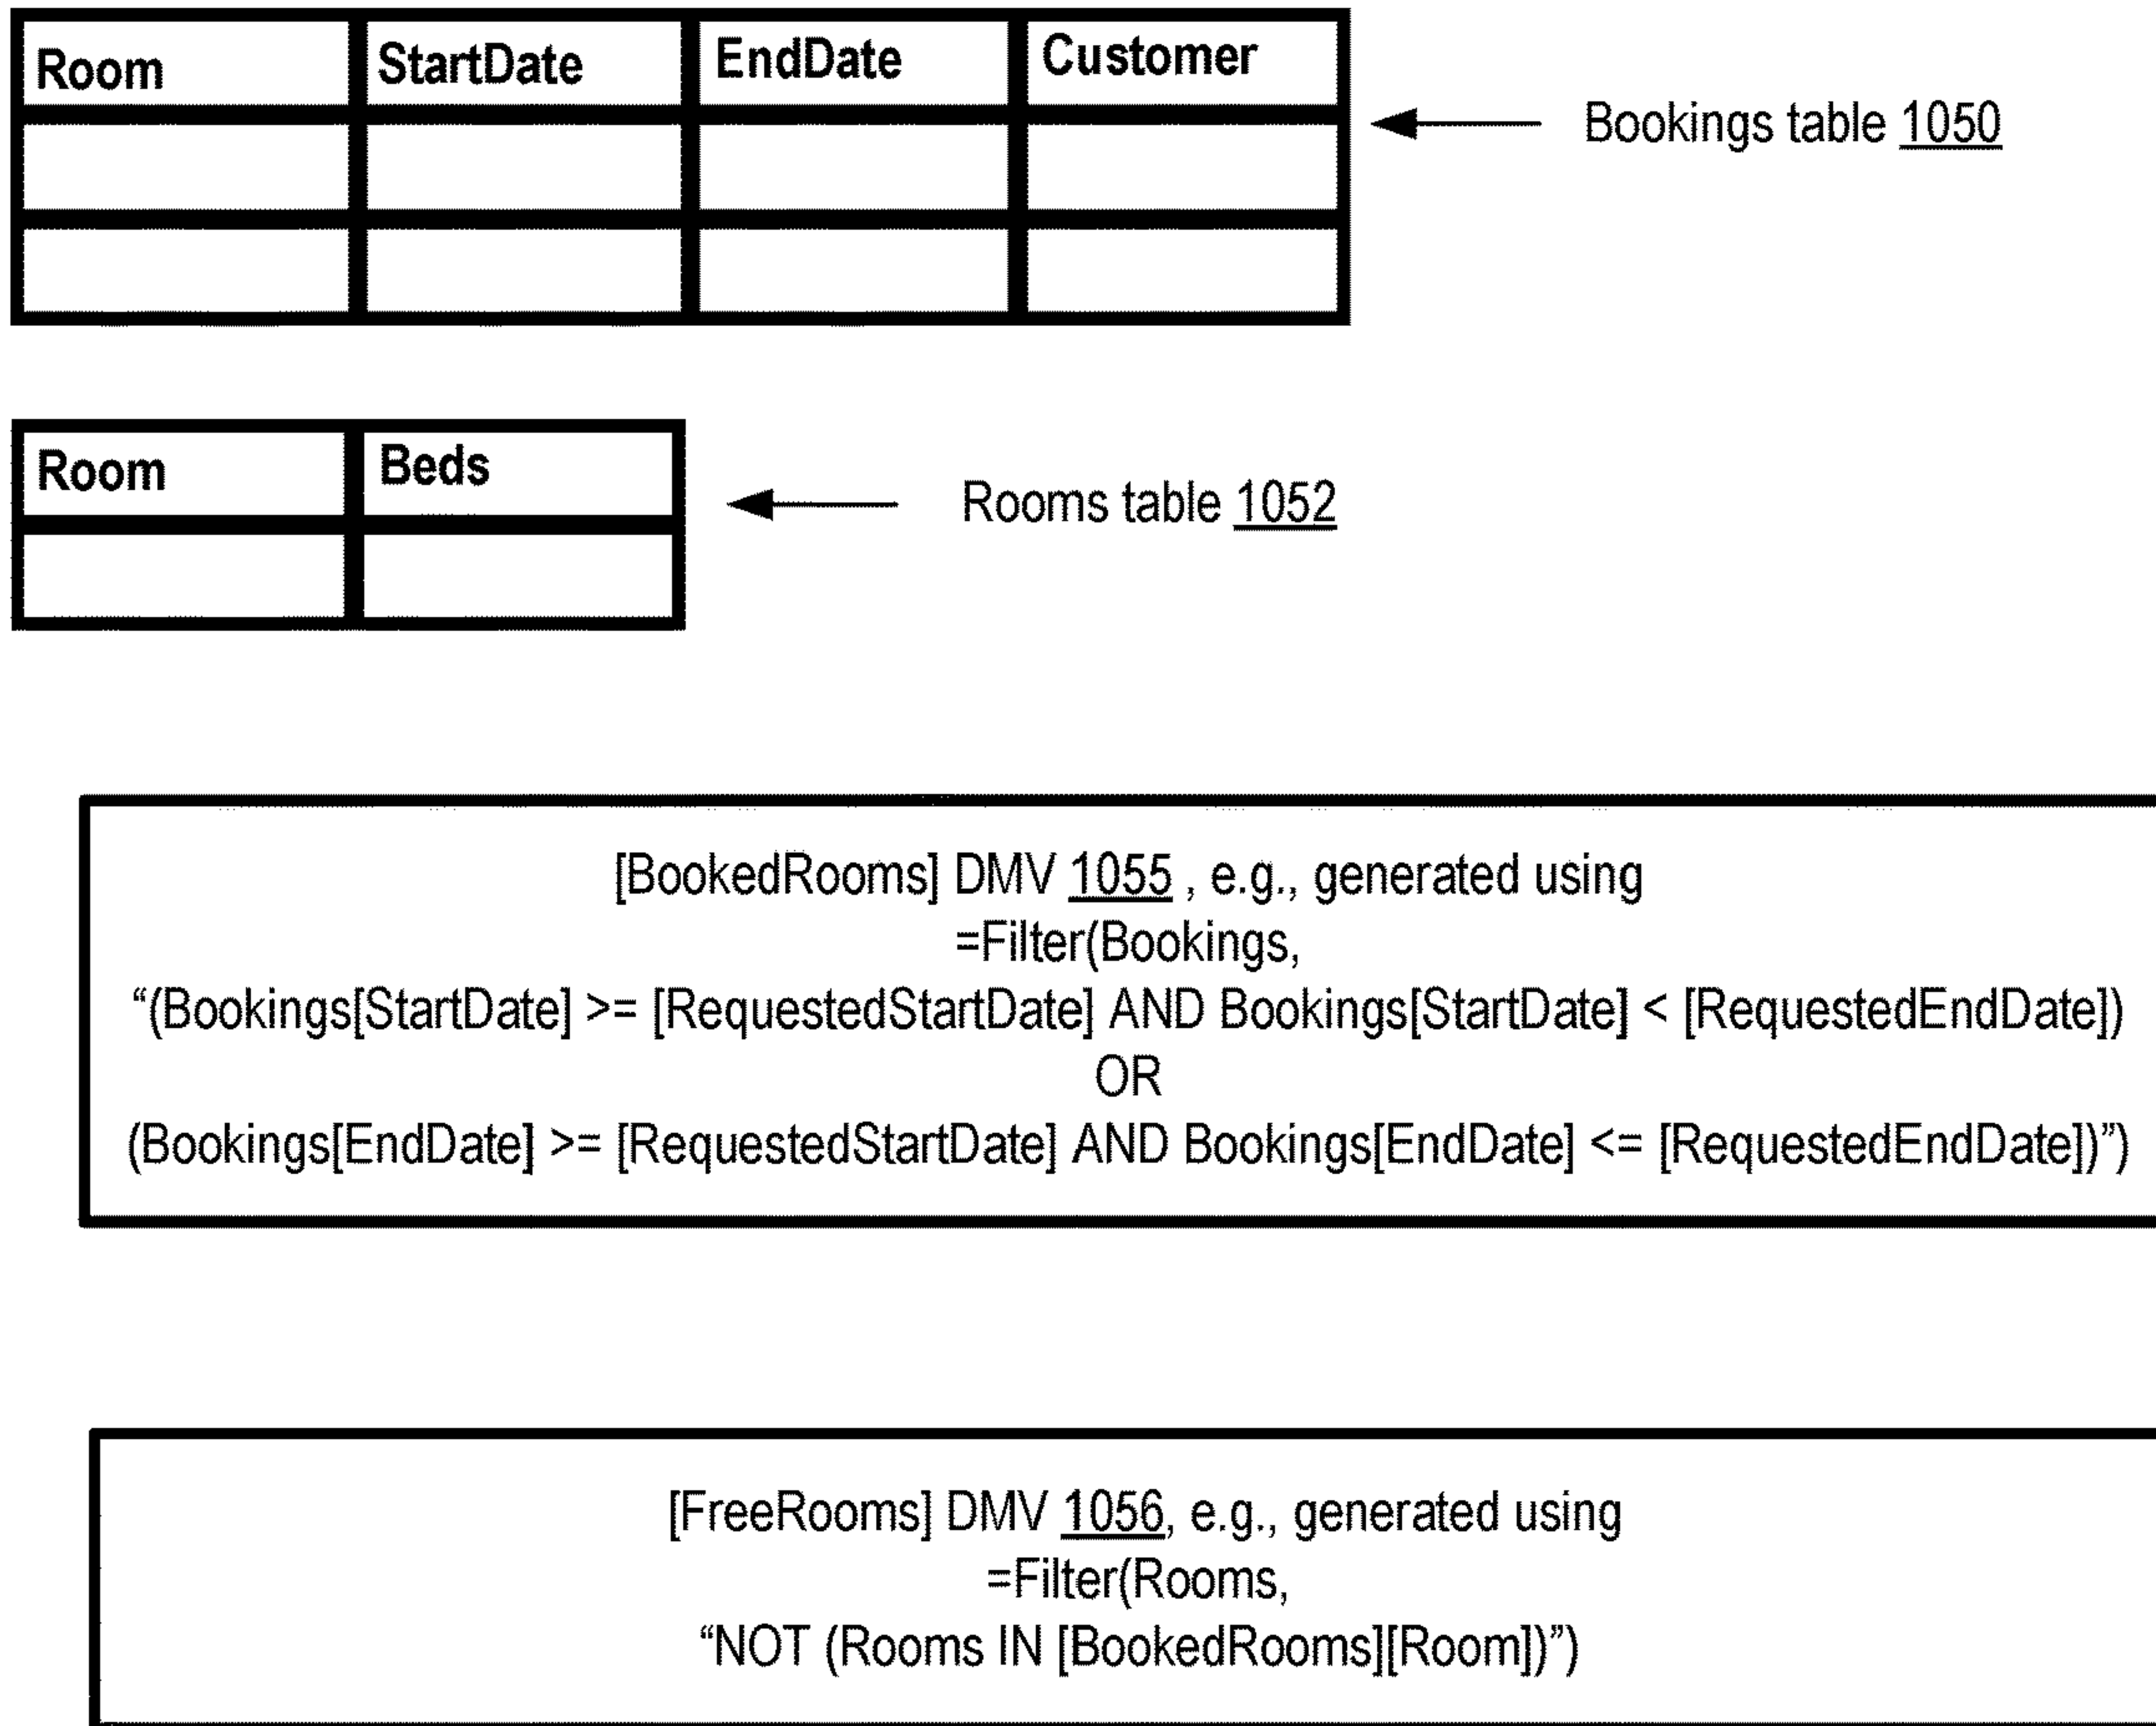 Room StartDate EndDate Customer
Bookings table 1050
Room Beds
Rooms table 1052
[BookedRooms] DMV 1055 , e.g., generated using
=Filter(Bookings,
“(Bookings[StartDate] >= [RequestedStartDate] AND Bookings[StartDate] < [RequestedEndDate])
OR
(Bookings[EndDate] >= [RequestedStartDate] AND Bookings[EndDate] <= [RequestedEndDate])”)
[FreeRooms] DMV 1056, e.g., generated using
=Filter(Rooms,
“NOT (Rooms IN [BookedRooms][Room])”)